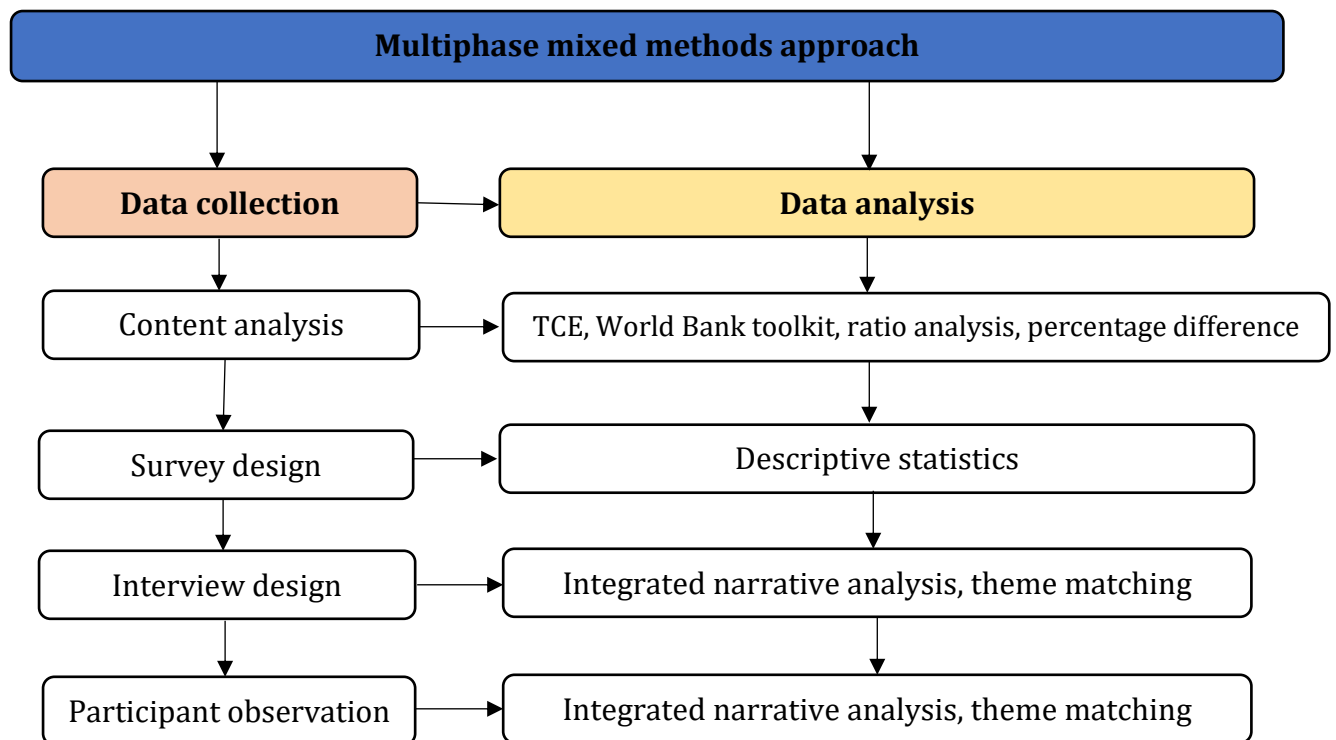 Multiphase mixed methods approach
Data collection
Data analysis
Content analysis
TCE, World Bank toolkit, ratio analysis, percentage difference
Survey design
Descriptive statistics
Interview design
Integrated narrative analysis, theme matching
Participant observation
Integrated narrative analysis, theme matching